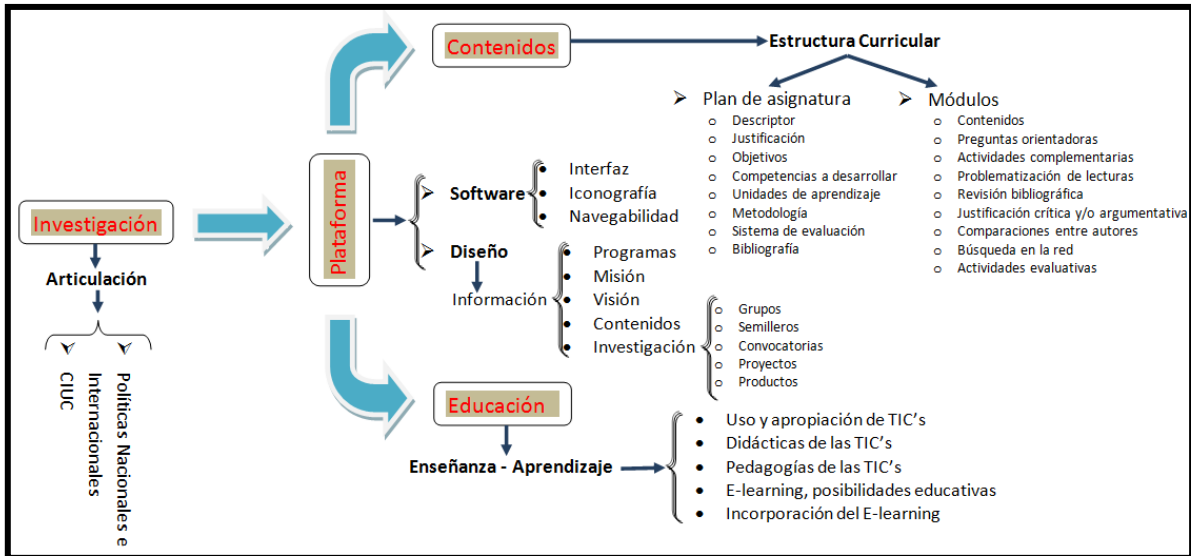 Investigación
Articulación
CIUC
Políticas Nacionales e
Internacionales
Plataforma
Contenidos
Estructura Curricular
Plan de asignatura
Descriptor
Justificación
Objetivos
Competencias a desarrollar
Unidades de aprendizaje
Metodología
Sistema de evaluación
Bibliografía
Módulos
Contenidos
Preguntas orientadoras
Actividades complementarias
Problematización de lecturas
Revisión bibliográfica
Justificación crítica y/o argumentativa
Comparaciones entre autores
Búsqueda en la red
Actividades evaluativas
Software
Interfaz
Iconografía
Navegabilidad
Diseño
Información
Programas
Misión
Visión
Contenidos
Investigación
Grupos
Semilleros
Convocatorias
Proyectos
Productos
Educación
Enseñanza - Aprendizaje
Uso y apropiación de TIC’s
Didácticas de las TIC’s
Pedagogías de las TIC’s
E-learning, posibilidades educativas
Incorporación del E-learning